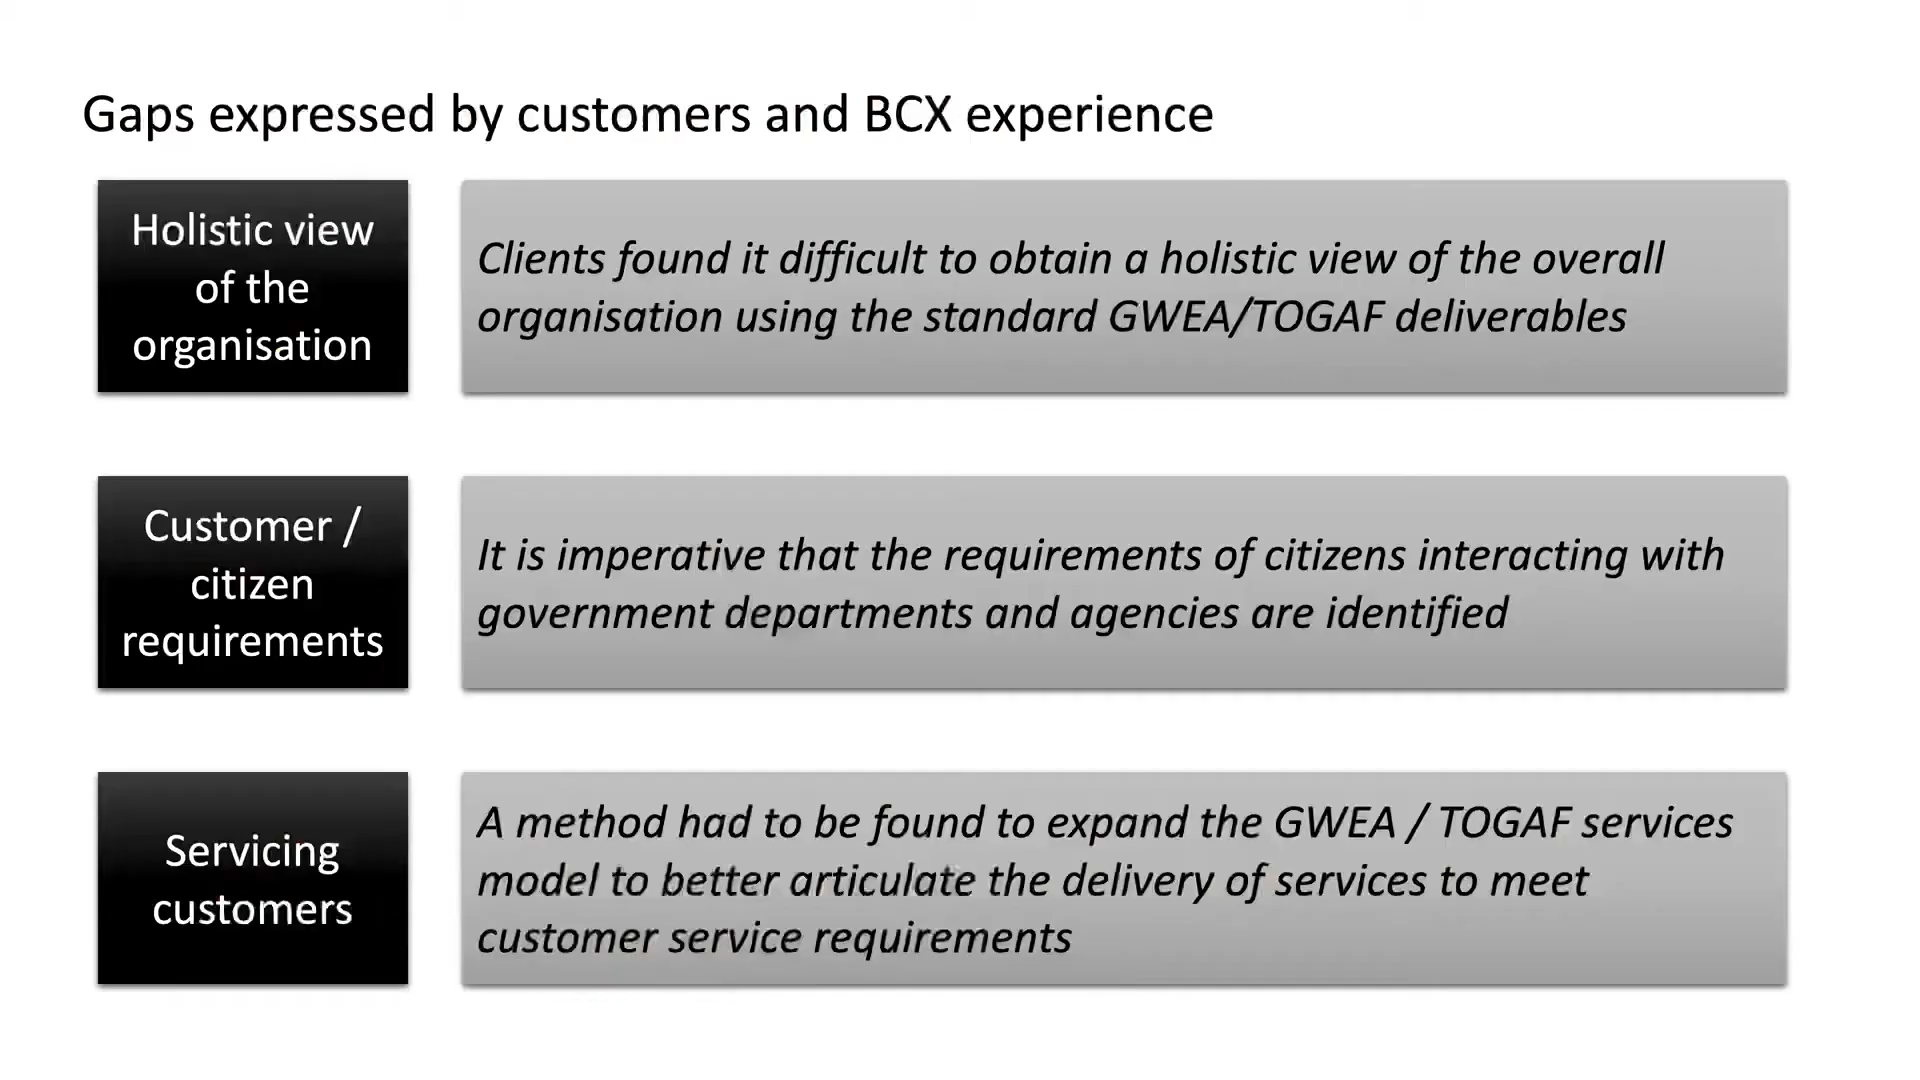 Gaps expressed by customers and BCX experience
Holistic view
of the
organisation
Clients found it difficult to obtain a holistic view of the overall
organisation using the standard GWEA/TOGAF deliverables
Customer /
citizen
requirements
It is imperative that the requirements of citizens interacting with
government departments and agencies are identified
Servicing
customers
A method had to be found to expand the GWEA / TOGAF services
model to better articulate the delivery of services to meet
customer service requirements